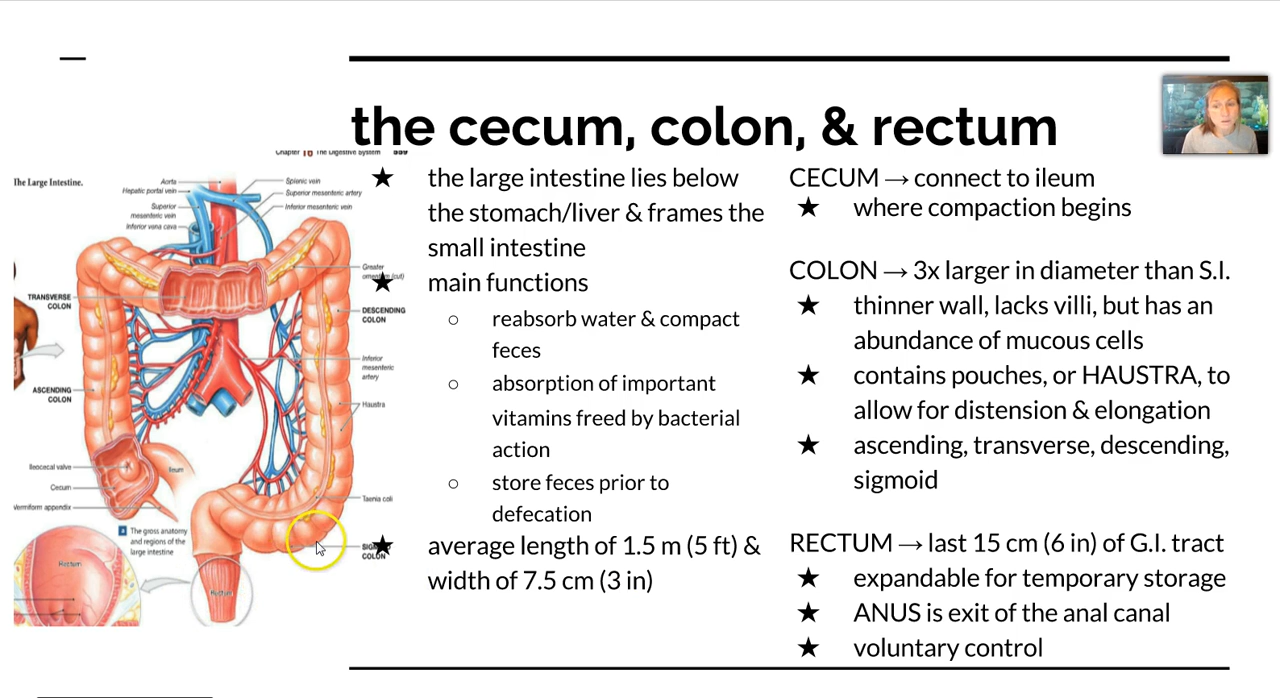 the cecum, colon, & rectum
Chapter 16 The Digestive System 559
The Large Intestine.
Aorta
Hepatic portal vein
Superior
mesenteric vein
Inferior vena cava
Splenic vein
Superior mesenteric artery
Inferior mesenteric vein
Greater
omentum (cut)
TRANSVERSE
COLON
DESCENDING
COLON
Inferior
mesenteric
artery
ASCENDING
COLON
Haustra
Ileocecal valve
Ileum
Cecum
Taenia coli
Vermiform appendix
a The gross anatomy
and regions of the
large intestine
COLON
Rectum
Rectum
★ the large intestine lies below
the stomach/liver & frames the
small intestine
★ main functions
○ reabsorb water & compact
feces
○ absorption of important
vitamins freed by bacterial
action
○ store feces prior to
defecation
★ average length of 1.5 m (5 ft) &
width of 7.5 cm (3 in)
CECUM → connect to ileum
★ where compaction begins
COLON → 3x larger in diameter than S.I.
★ thinner wall, lacks villi, but has an
abundance of mucous cells
★ contains pouches, or HAUSTRA, to
allow for distension & elongation
★ ascending, transverse, descending,
sigmoid
RECTUM → last 15 cm (6 in) of G.I. tract
★ expandable for temporary storage
★ ANUS is exit of the anal canal
★ voluntary control